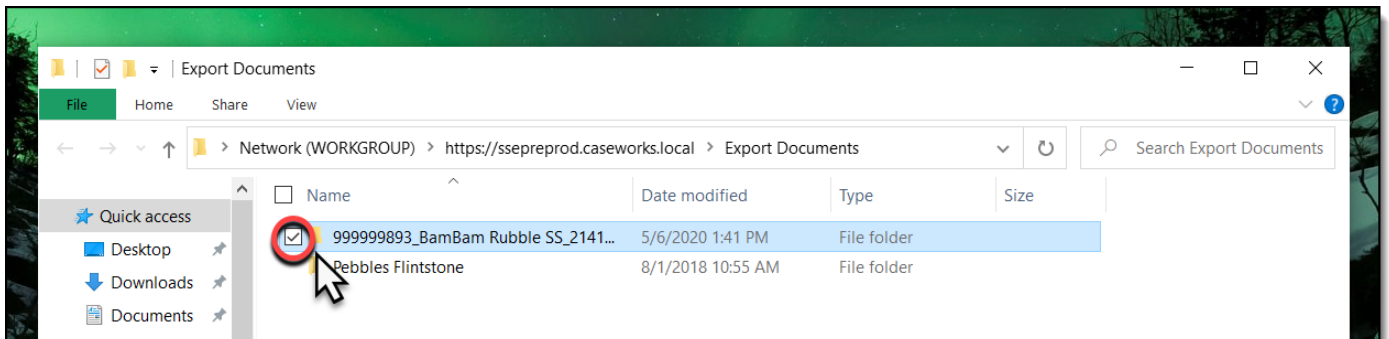 Export Documents
File Home Share View
Network (WORKGROUP) > https://ssepreprod.caseworks.local > Export Documents Search Export Documents
Name Date modified Type Size
Quick access
999999893_BamBam Rubble SS_2141... 5/6/2020 1:41 PM File folder
Desktop
Pebbles Flintstone 8/1/2018 10:55 AM File folder
Downloads
Documents